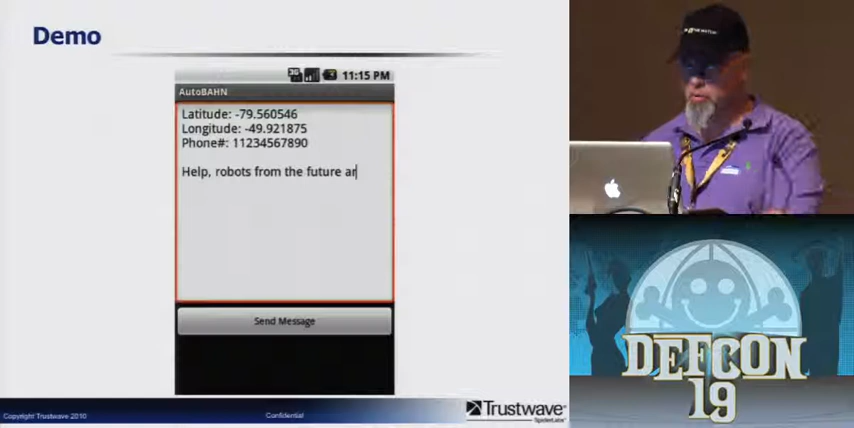 Demo
3G
11:15 PM
AutoBAHN
Latitude: -79.560546
Longitude: -49.921875
Phone#: 11234567890
Help, robots from the future ar
Send Message
Copyright Trustwave 2010
Confidential
Trustwave®
SpiderLabs®
DEFCON
19